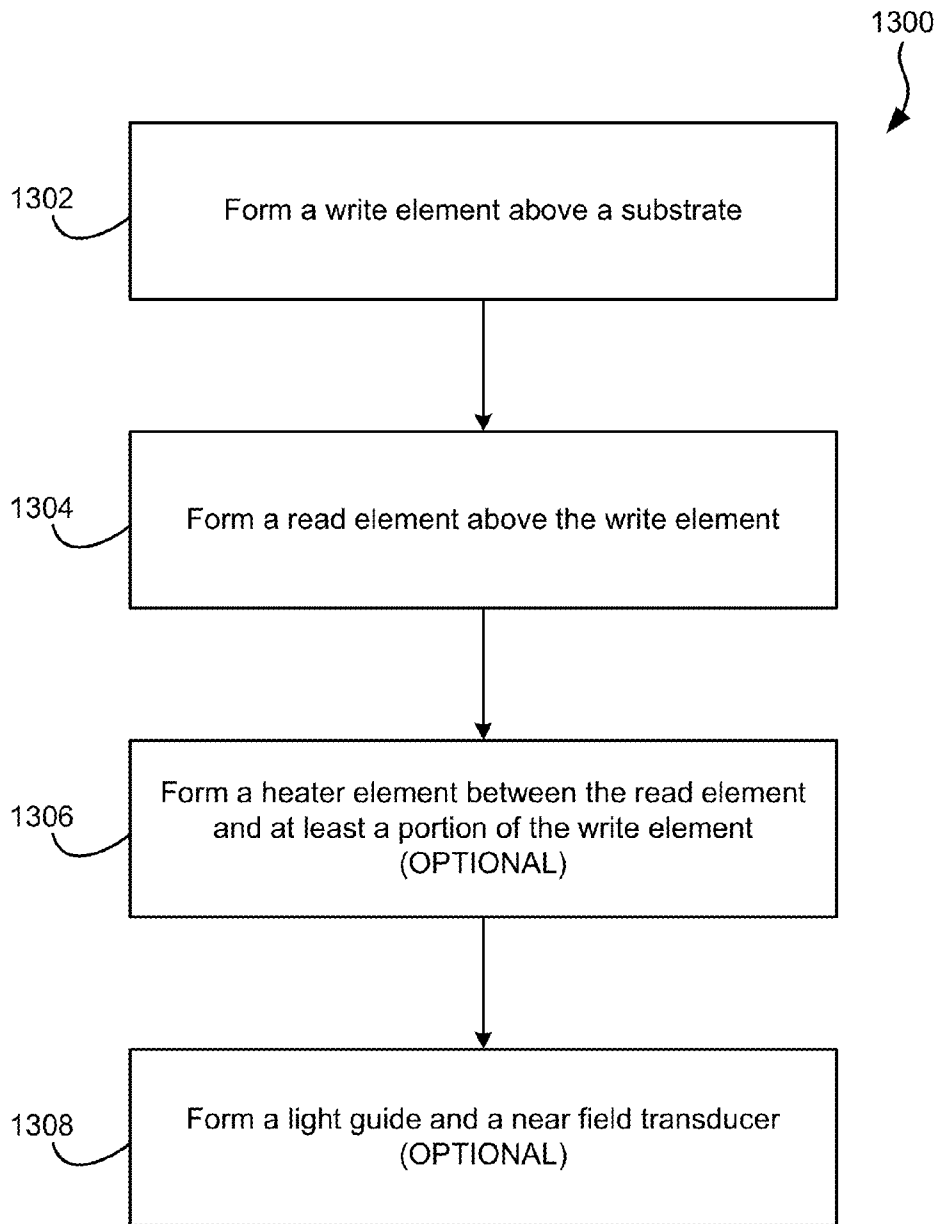 1300
1302
Form a write element above a substrate
1304
Form a read element above the write element
1306
Form a heater element between the read element
and at least a portion of the write element
(OPTIONAL)
1308
Form a light guide and a near field transducer
(OPTIONAL)